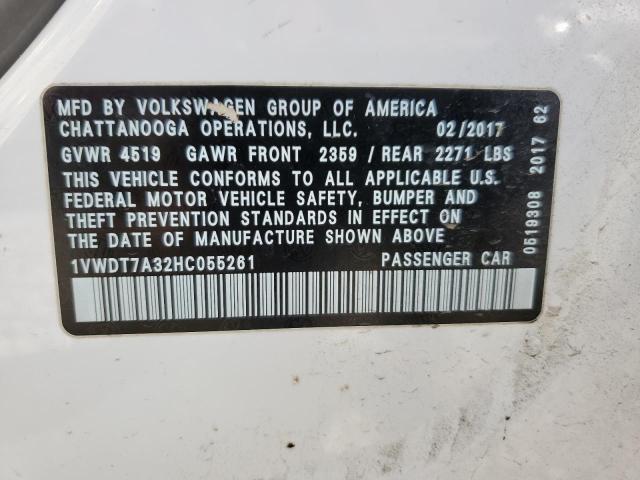 MFD BY VOLKSWAGEN GROUP OF AMERICA
CHATTANOOGA OPERATIONS, LLC. 02/2017
GVWR 4519 GAWR FRONT 2359 / REAR 2271 LBS
THIS VEHICLE CONFORMS TO ALL APPLICABLE U.S.
FEDERAL MOTOR VEHICLE SAFETY, BUMPER AND
THEFT PREVENTION STANDARDS IN EFFECT ON
THE DATE OF MANUFACTURE SHOWN ABOVE
1VWDT7A32HC055261 PASSENGER CAR
0519308 2017 62